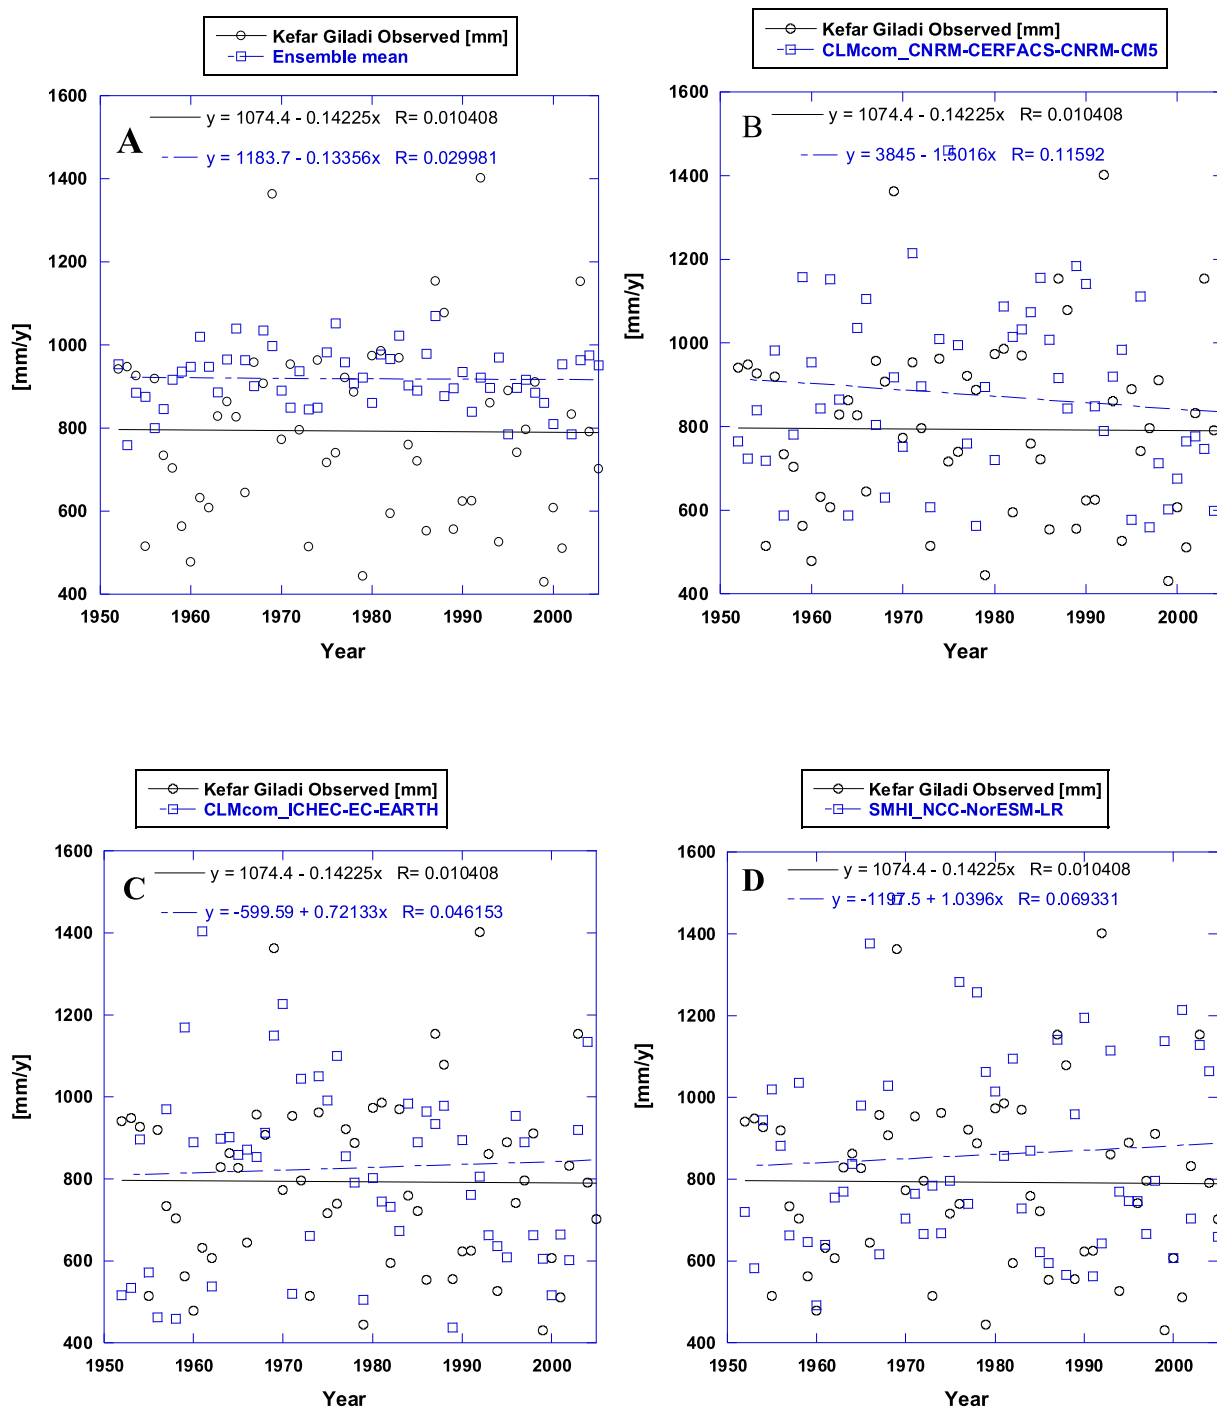 Kefar Giladi Observed [mm]
Ensemble mean
A
y = 1074.4 - 0.14225x R= 0.010408
y = 1183.7 - 0.13356x R= 0.029981
1600
1400
1200
1000
800
600
400
[mm/y]
1950 1960 1970 1980 1990 2000
Year
Kefar Giladi Observed [mm]
CLMcom_CNRM-CERFACS-CNRM-CM5
B
y = 1074.4 - 0.14225x R= 0.010408
y = 3845 - 1.5016x R= 0.11592
1600
1400
1200
1000
800
600
400
[mm/y]
1950 1960 1970 1980 1990 2000
Year
Kefar Giladi Observed [mm]
CLMcom_ICHEC-EC-EARTH
C
y = 1074.4 - 0.14225x R= 0.010408
y = -599.59 + 0.72133x R= 0.046153
1600
1400
1200
1000
800
600
400
[mm/y]
1950 1960 1970 1980 1990 2000
Year
Kefar Giladi Observed [mm]
SMHI_NCC-NorESM-LR
D
y = 1074.4 - 0.14225x R= 0.010408
y = -1197.5 + 1.0396x R= 0.069331
1600
1400
1200
1000
800
600
400
[mm/y]
1950 1960 1970 1980 1990 2000
Year